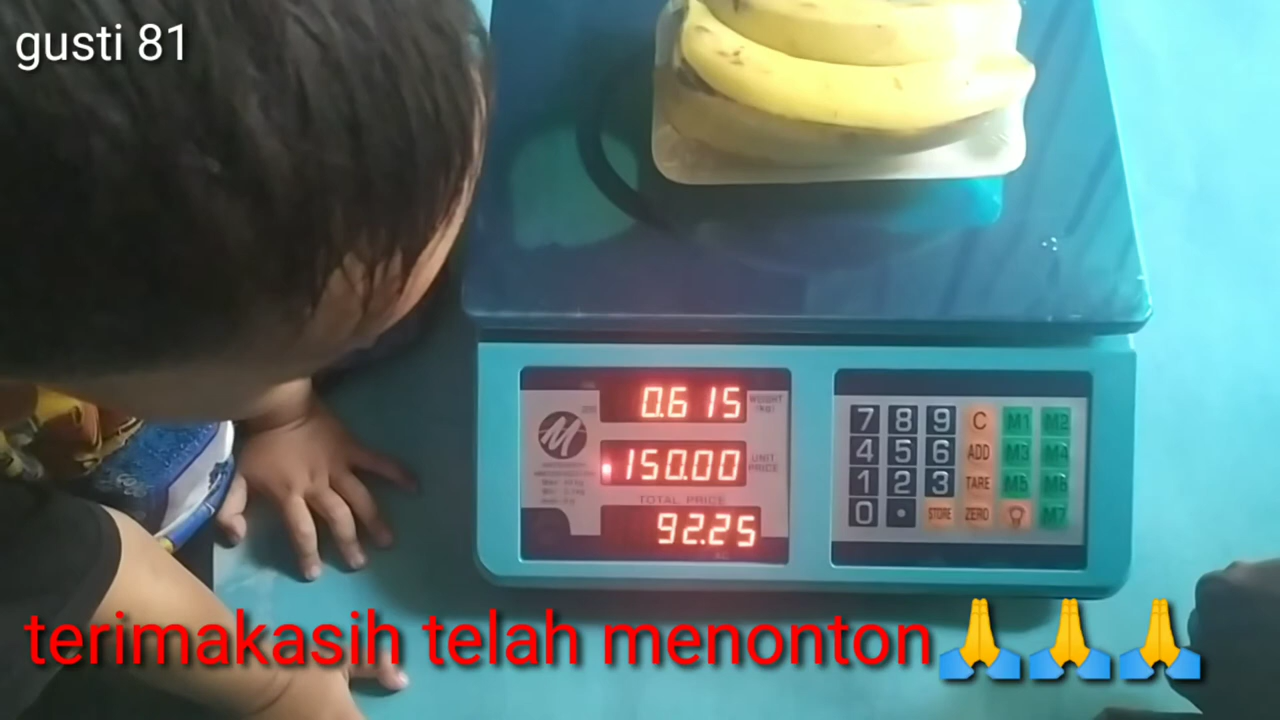 gusti 81
0.615
WEIGHT
(kg)
M
150.00
UNIT
PRICE
TOTAL PRICE
92.25
7 8 9 C M1 M2
4 5 6 ADD M3 M4
1 2 3 TARE M5 M6
0 . STORE ZERO M7
terimakasih telah menonton🙏🙏🙏